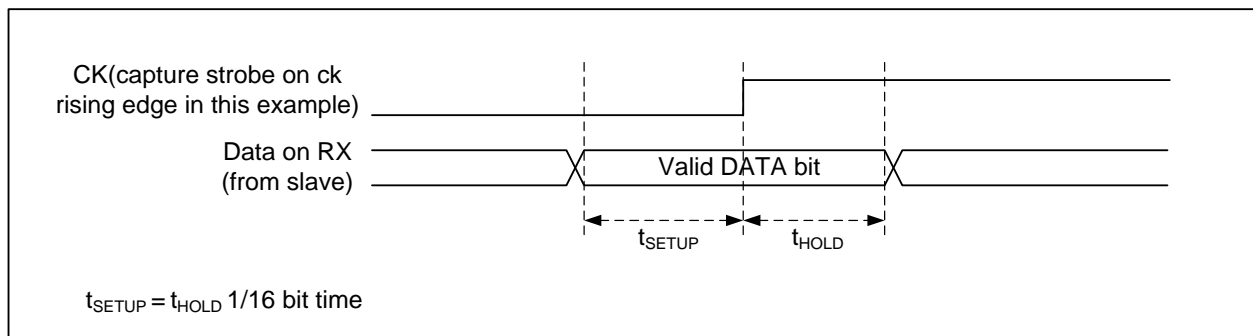 CK(capture strobe on ck
rising edge in this example)
Data on RX
(from slave)
Valid DATA bit
tSETUP
tHOLD
tSETUP = tHOLD 1/16 bit time